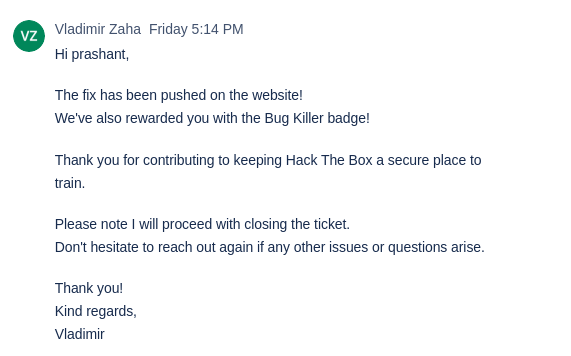 VZ Vladimir Zaha Friday 5:14 PM
Hi prashant,
The fix has been pushed on the website!
We've also rewarded you with the Bug Killer badge!
Thank you for contributing to keeping Hack The Box a secure place to
train.
Please note I will proceed with closing the ticket.
Don't hesitate to reach out again if any other issues or questions arise.
Thank you!
Kind regards,
Vladimir